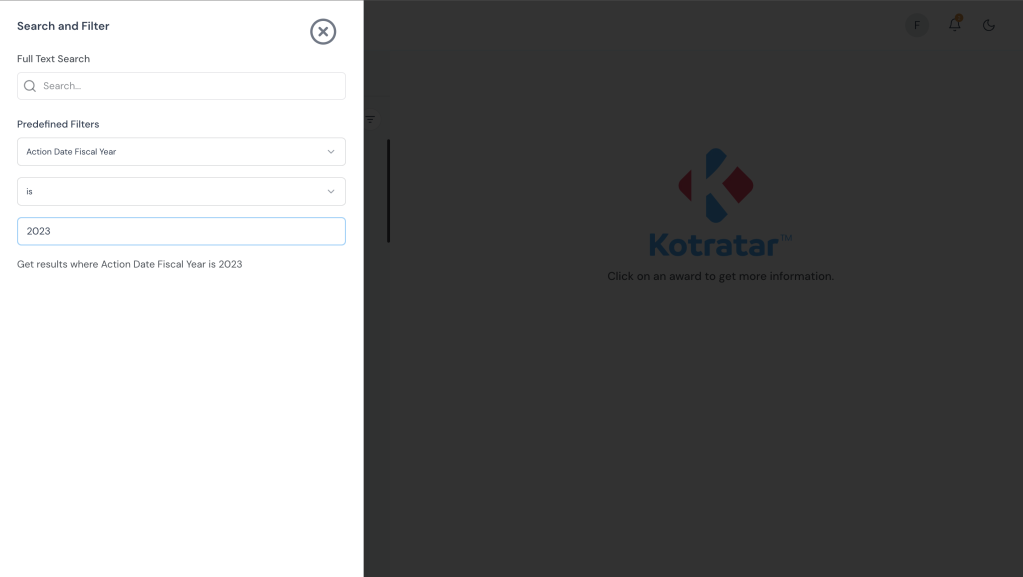 Search and Filter
Full Text Search
Search...
Predefined Filters
Action Date Fiscal Year
is
2023
Get results where Action Date Fiscal Year is 2023
F
Kotratar™
Click on an award to get more information.